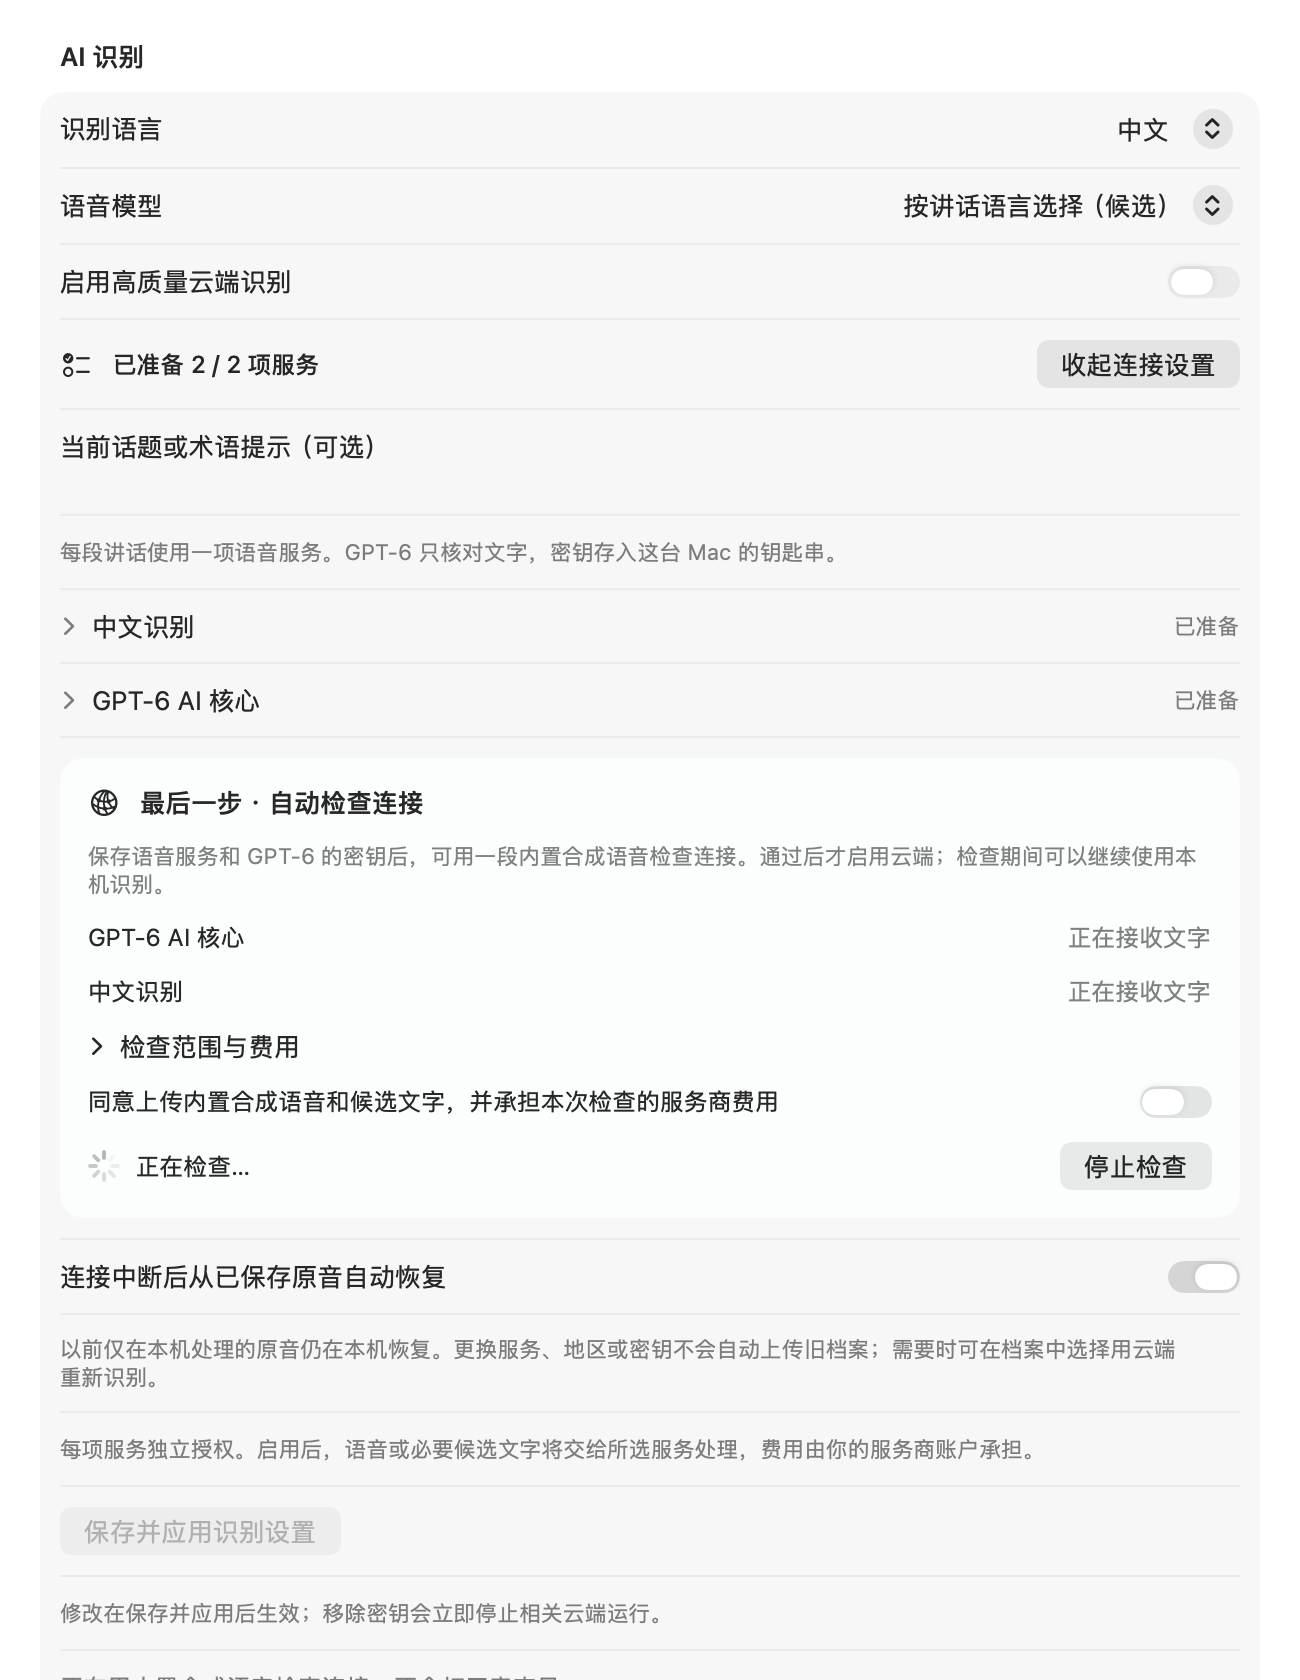 AI 识别
识别语言
中文
语音模型
按讲话语言选择（候选）
启用高质量云端识别
已准备 2 / 2 项服务
收起连接设置
当前话题或术语提示（可选）
每段讲话使用一项语音服务。GPT-6 只核对文字，密钥存入这台 Mac 的钥匙串。
中文识别
已准备
GPT-6 AI 核心
已准备
最后一步 · 自动检查连接
保存语音服务和 GPT-6 的密钥后，可用一段内置合成语音检查连接。通过后才启用云端；检查期间可以继续使用本
机识别。
GPT-6 AI 核心
正在接收文字
中文识别
正在接收文字
检查范围与费用
同意上传内置合成语音和候选文字，并承担本次检查的服务商费用
正在检查...
停止检查
连接中断后从已保存原音自动恢复
以前仅在本机处理的原音仍在本机恢复。更换服务、地区或密钥不会自动上传旧档案；需要时可在档案中选择用云端
重新识别。
每项服务独立授权。启用后，语音或必要候选文字将交给所选服务处理，费用由你的服务商账户承担。
保存并应用识别设置
修改在保存并应用后生效；移除密钥会立即停止相关云端运行。